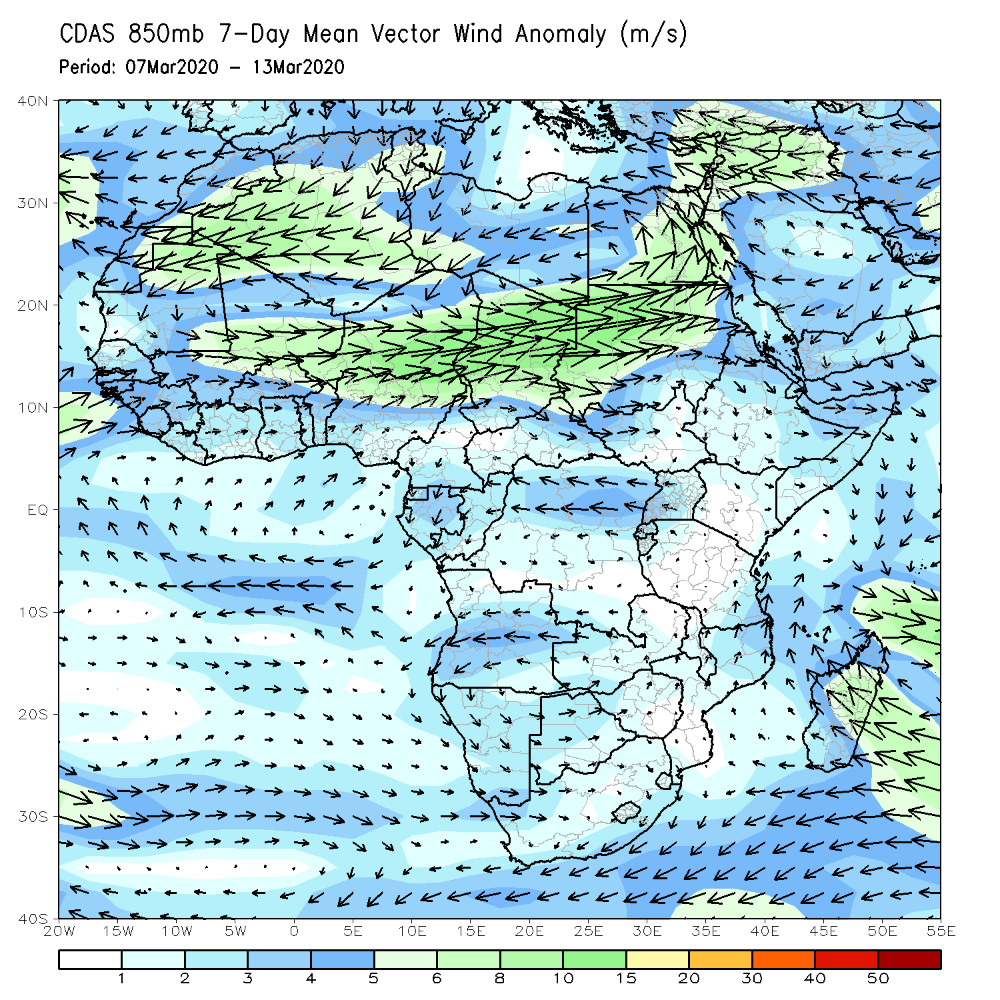 CDAS 850mb 7-Day Mean Vector Wind Anomaly (m/s)
Period: 07Mar2020 - 13Mar2020
40N
30N
20N
10N
EQ
10S
20S
30S
40S
20W 15W 10W 5W 0 5E 10E 15E 20E 25E 30E 35E 40E 45E 50E 55E
1 2 3 4 5 6 8 10 15 20 30 40 50